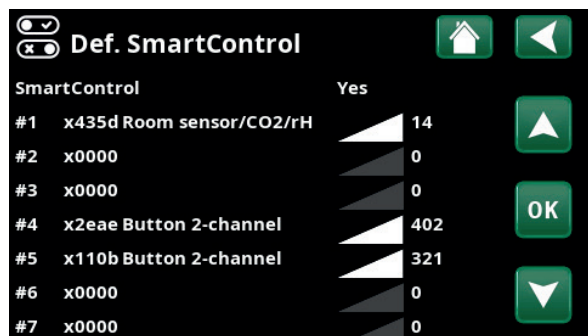 Def. SmartControl
SmartControl Yes
#1 x435d Room sensor/CO2/rH 14
#2 x0000 0
#3 x0000 0
#4 x2eae Button 2-channel 402
OK
#5 x110b Button 2-channel 321
#6 x0000 0
#7 x0000 0